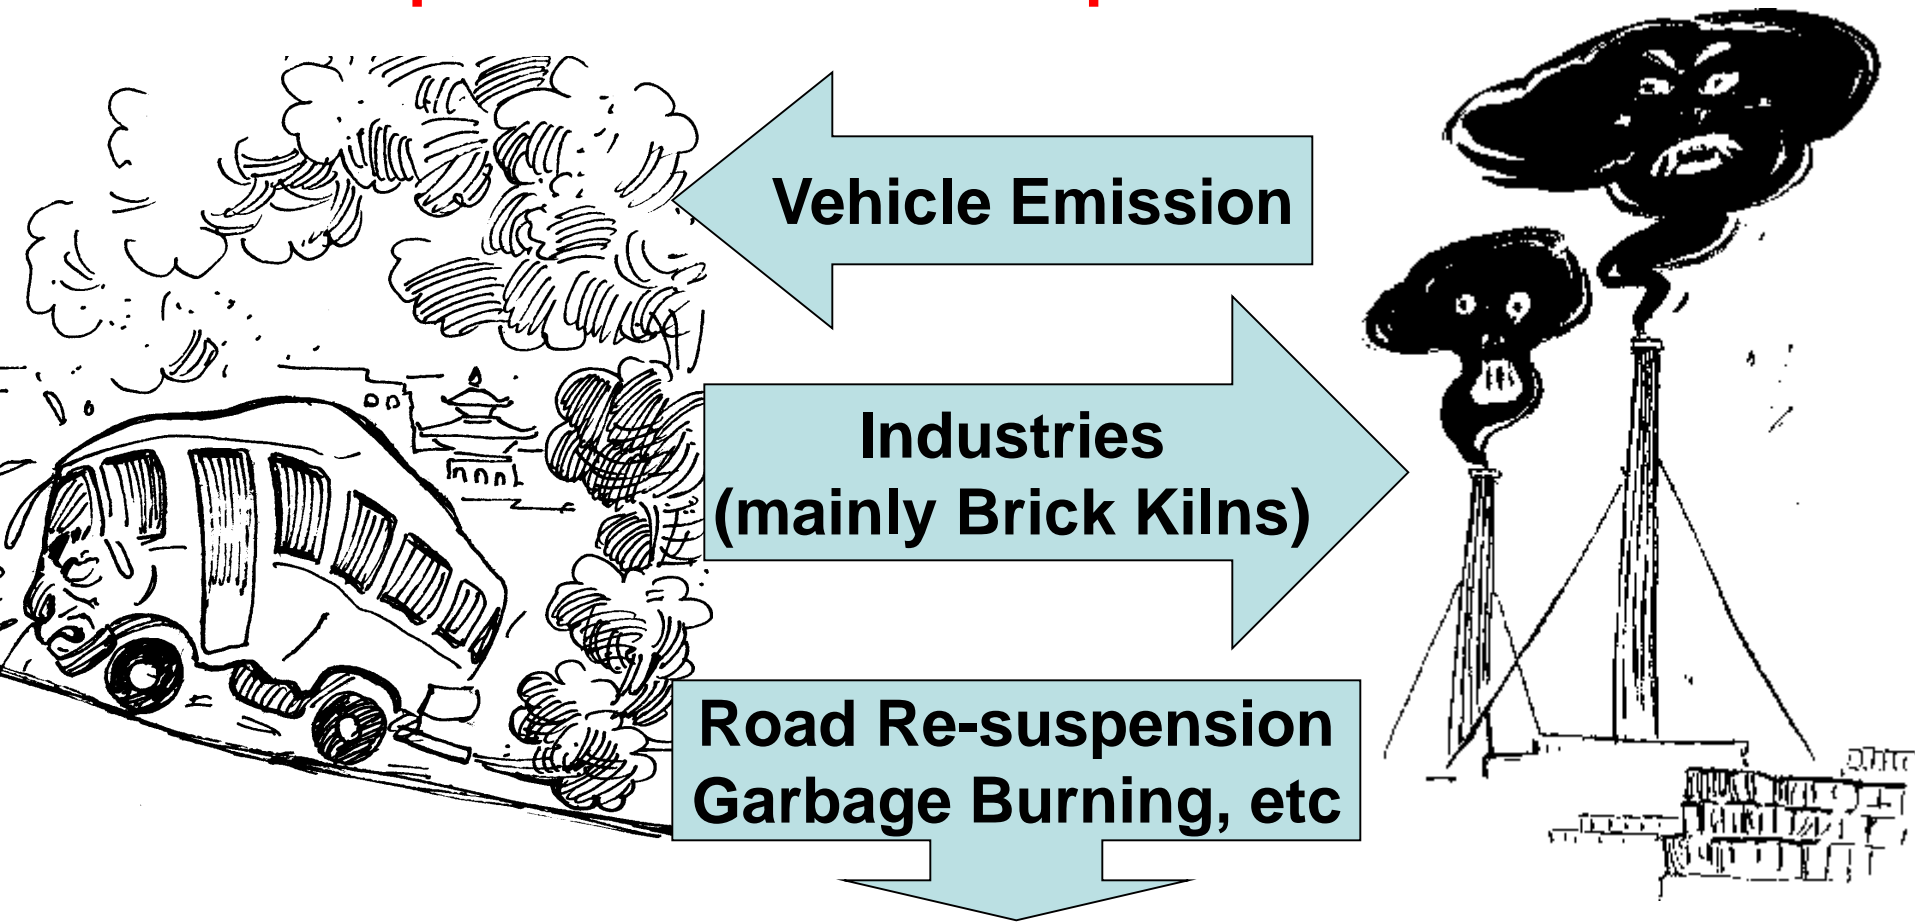 Vehicle Emission
Industries
(mainly Brick Kilns)
Road Re-suspension
Garbage Burning, etc